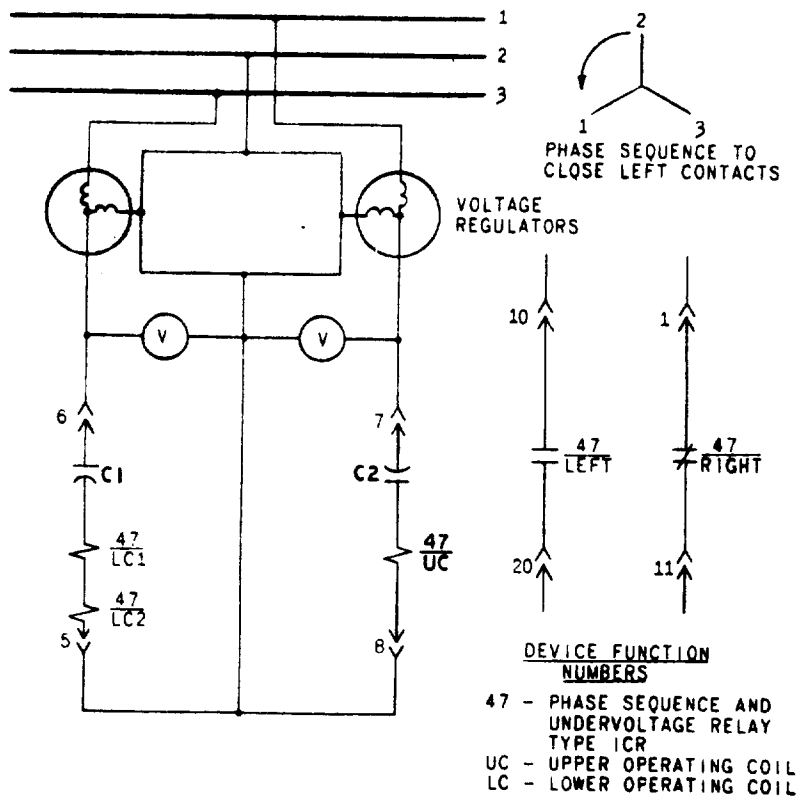 1
2
3
2
1
3
PHASE SEQUENCE TO
CLOSE LEFT CONTACTS
VOLTAGE
REGULATORS
V
V
6
7
10
1
C1
C2
47
LEFT
47
RIGHT
47
LC1
47
UC
47
LC2
5
8
20
11
DEVICE FUNCTION
NUMBERS
47 - PHASE SEQUENCE AND
UNDERVOLTAGE RELAY
TYPE ICR
UC - UPPER OPERATING COIL
LC - LOWER OPERATING COIL